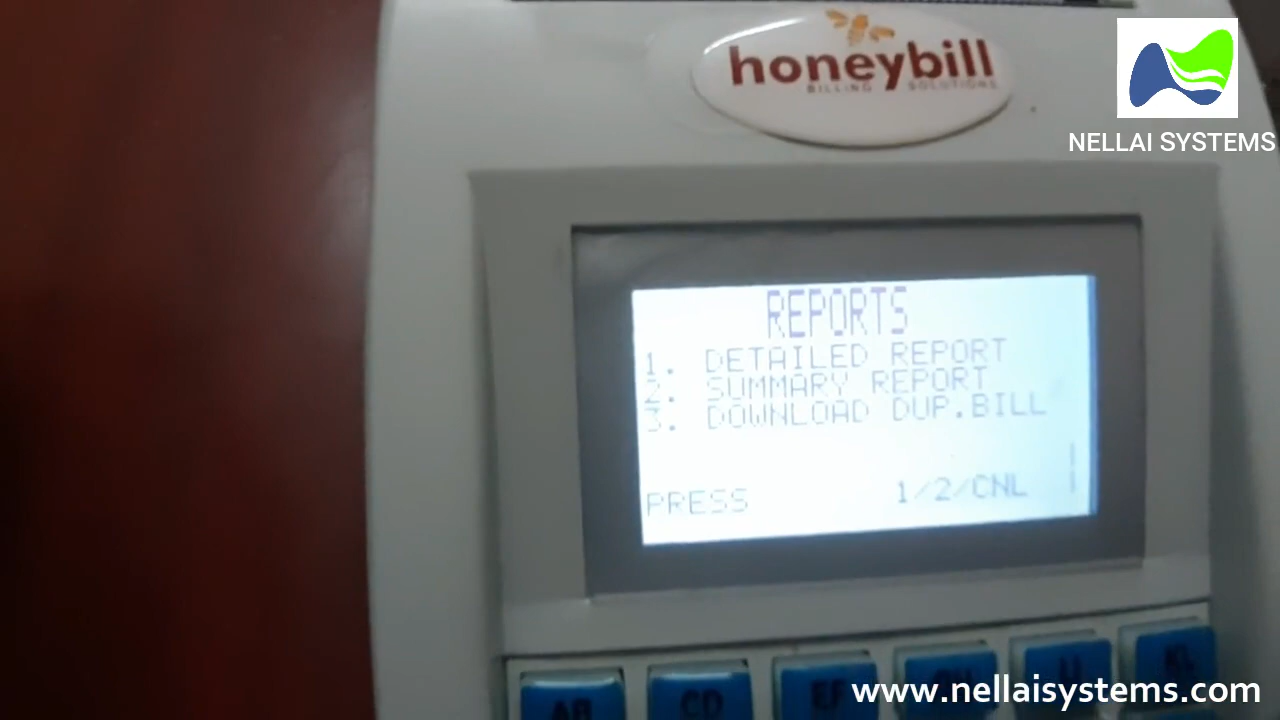 honeybill
BILLING SOLUTIONS
NELLAI SYSTEMS
REPORTS
1. DETAILED REPORT
2. SUMMARY REPORT
3. DOWNLOAD DUP.BILL
PRESS 1/2/CNL
AB CD EF GH IJ KL
www.nellaisystems.com